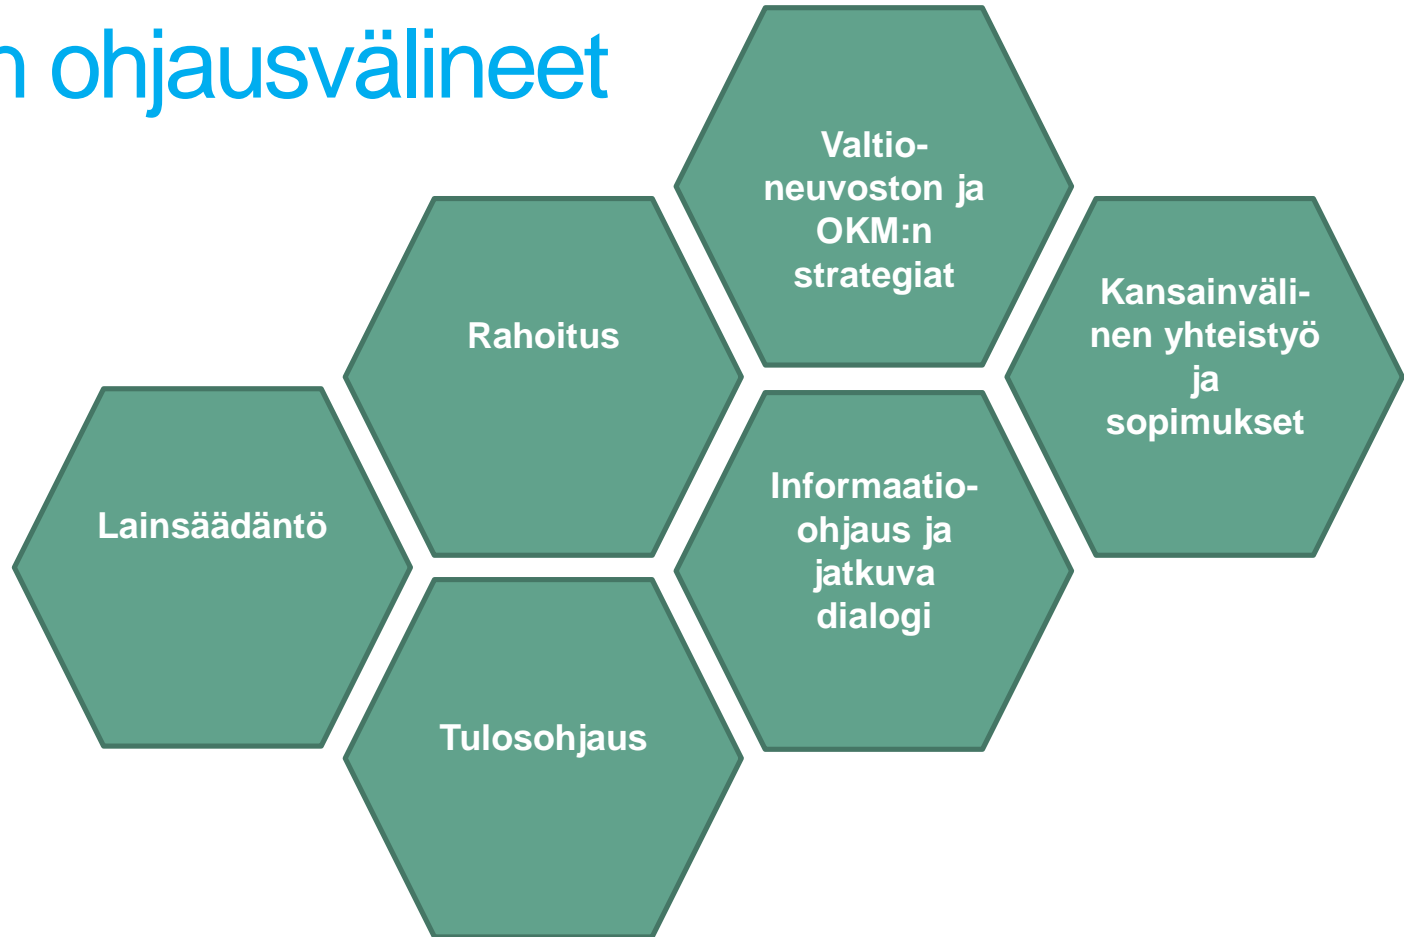 n ohjausvälineet
Valtio-
neuvoston ja
OKM:n
strategiat
Kansainväli-
nen yhteistyö
ja
sopimukset
Rahoitus
Informaatio-
ohjaus ja
jatkuva
dialogi
Lainsäädäntö
Tulosohjaus